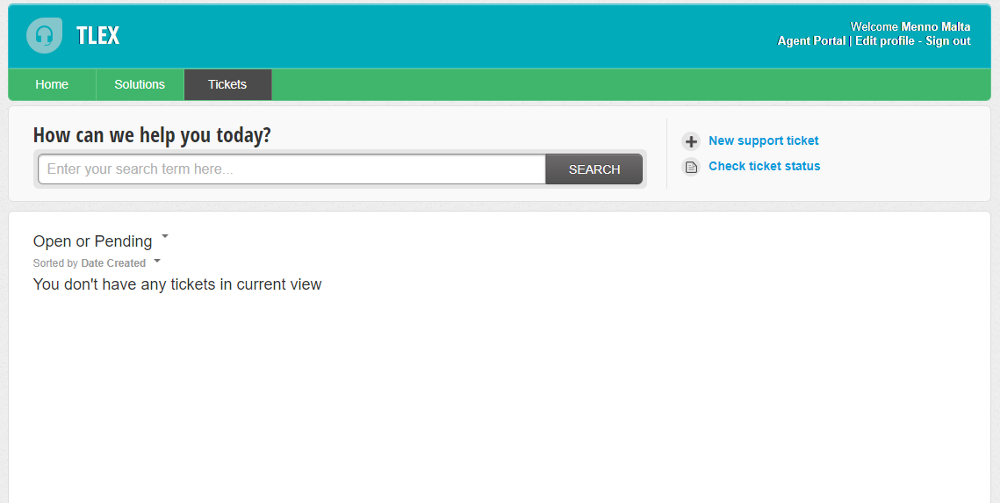 TLEX
Welcome Menno Malta
Agent Portal | Edit profile - Sign out
Home
Solutions
Tickets
How can we help you today?
Enter your search term here...
SEARCH
New support ticket
Check ticket status
Open or Pending
Sorted by Date Created
You don't have any tickets in current view